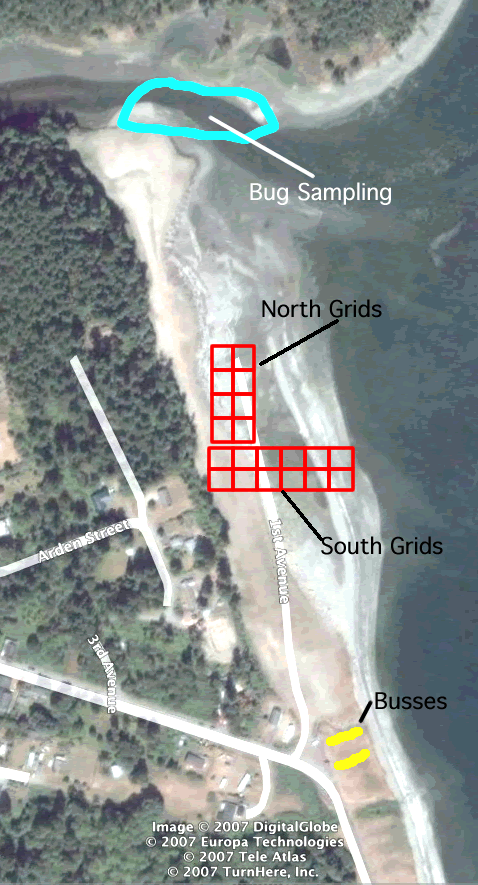 Bug Sampling
North Grids
South Grids
1st Avenue
Arden Street
3rd Avenue
Busses
Image © 2007 DigitalGlobe
© 2007 Europa Technologies
© 2007 Tele Atlas
© 2007 TurnHere, Inc.